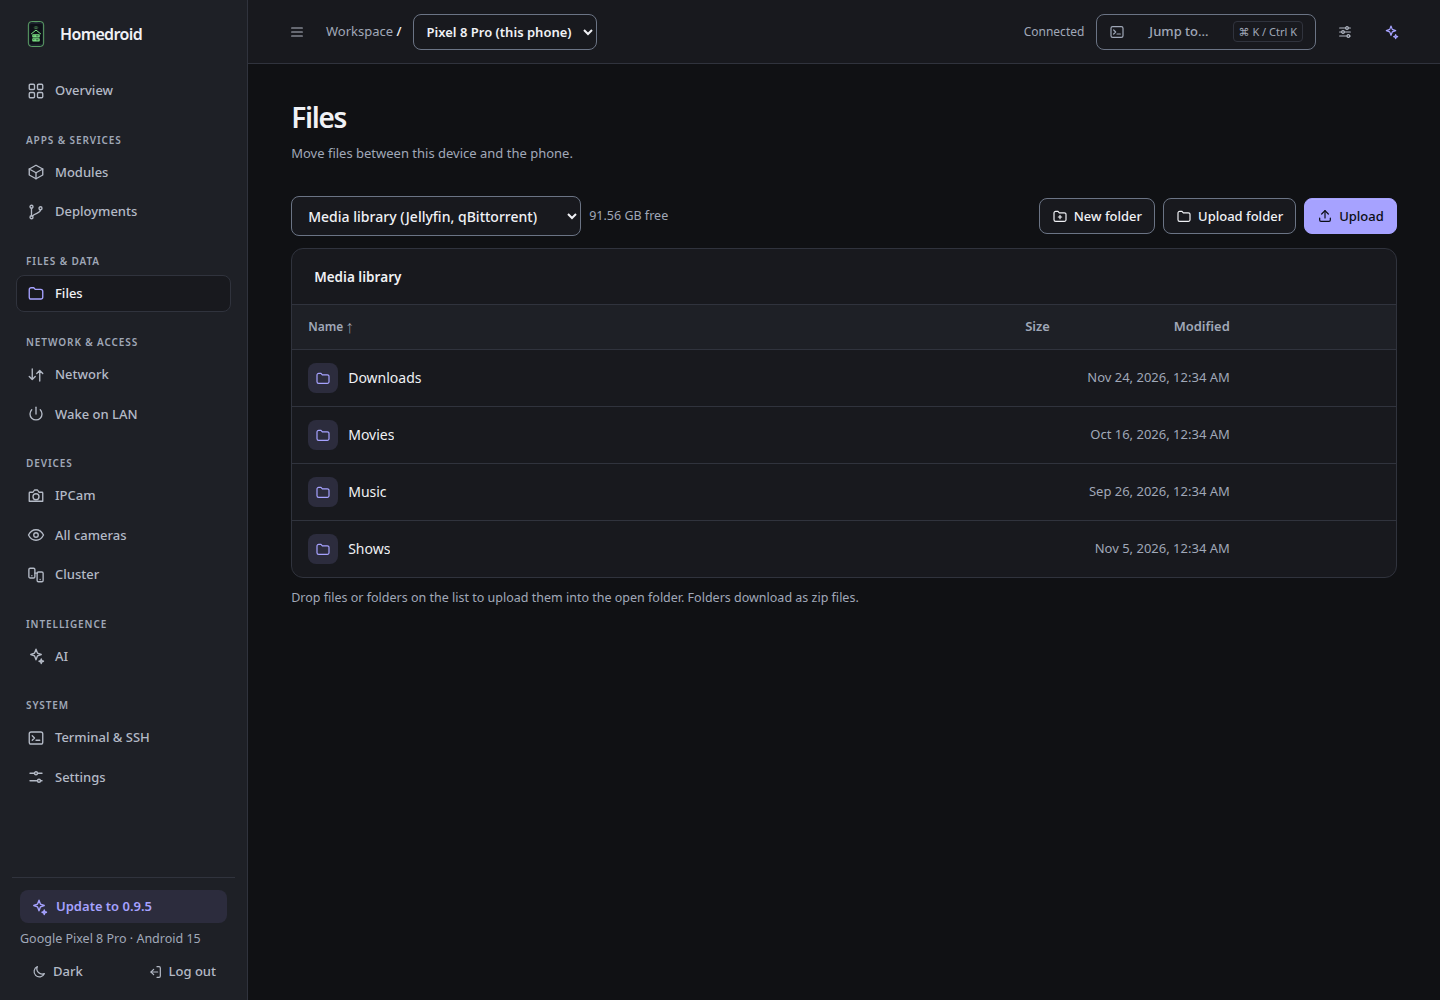 Homedroid
Overview
APPS & SERVICES
Modules
Deployments
FILES & DATA
Files
NETWORK & ACCESS
Network
Wake on LAN
DEVICES
IPCam
All cameras
Cluster
INTELLIGENCE
AI
SYSTEM
Terminal & SSH
Settings
Update to 0.9.5
Google Pixel 8 Pro · Android 15
Dark Log out
Workspace / Pixel 8 Pro (this phone) Connected Jump to... ⌘ K / Ctrl K
Files
Move files between this device and the phone.
Media library (Jellyfin, qBittorrent) 91.56 GB free New folder Upload folder Upload
Media library
Name ↑ Size Modified
Downloads Nov 24, 2026, 12:34 AM
Movies Oct 16, 2026, 12:34 AM
Music Sep 26, 2026, 12:34 AM
Shows Nov 5, 2026, 12:34 AM
Drop files or folders on the list to upload them into the open folder. Folders download as zip files.